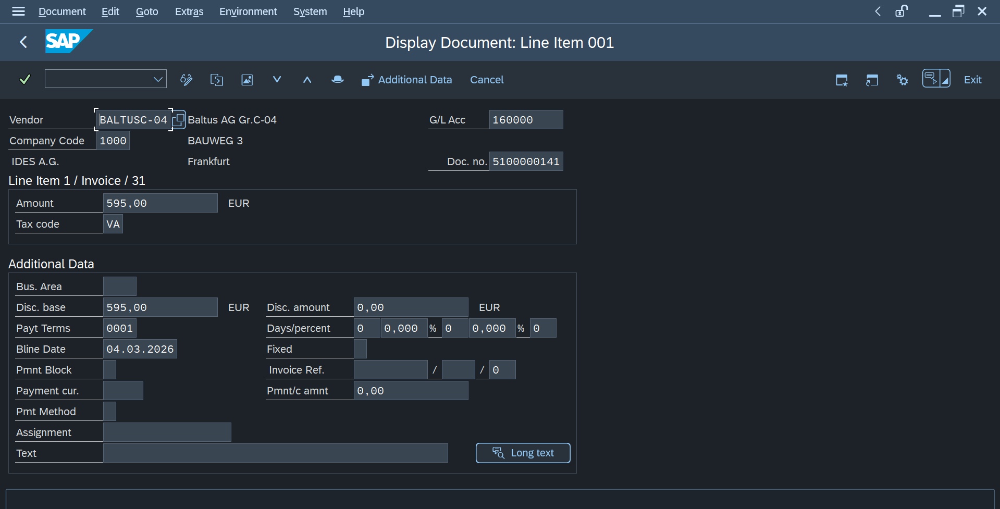 Document Edit Goto Extras Environment System Help
SAP Display Document: Line Item 001
Additional Data Cancel Exit
Vendor BALTUSC-04 Baltus AG Gr.C-04 G/L Acc 160000
Company Code 1000 BAUWEG 3
IDES A.G. Frankfurt Doc. no. 5100000141
Line Item 1 / Invoice / 31
Amount 595,00 EUR
Tax code VA
Additional Data
Bus. Area
Disc. base 595,00 EUR Disc. amount 0,00 EUR
Payt Terms 0001 Days/percent 0 0,000 % 0 0,000 % 0
Bline Date 04.03.2026 Fixed
Pmnt Block Invoice Ref. / / 0
Payment cur. Pmnt/c amnt 0,00
Pmt Method
Assignment
Text Long text